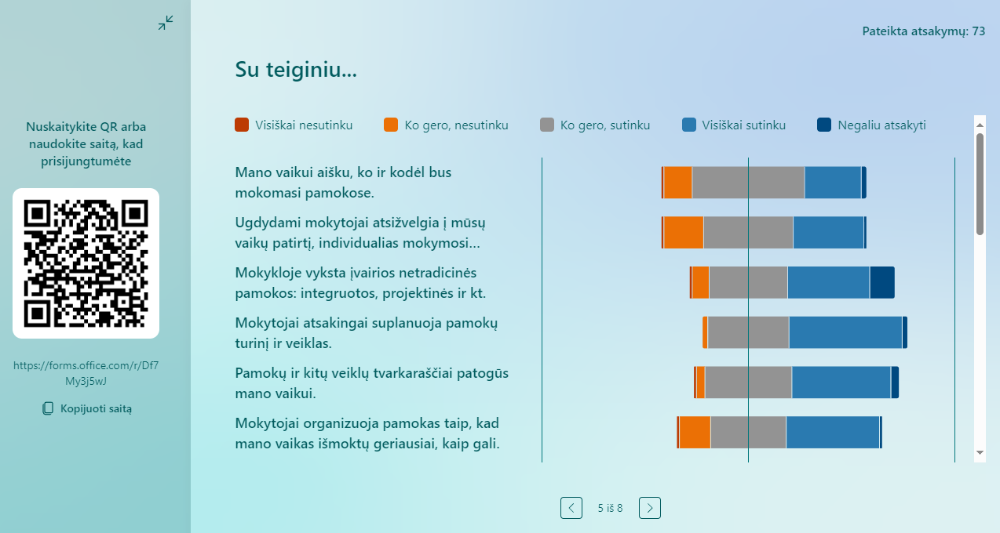 Pateikta atsakymų: 73
Su teiginiu...
Nuskaitykite QR arba
naudokite saitą, kad
prisijungtumėte
https://forms.office.com/r/Df7
My3j5wJ
Kopijuoti saitą
Visiškai nesutinku
Ko gero, nesutinku
Ko gero, sutinku
Visiškai sutinku
Negaliu atsakyti
Mano vaikui aišku, ko ir kodėl bus
mokomasi pamokose.
Ugdydami mokytojai atsižvelgia į mūsų
vaikų patirtį, individualias mokymosi...
Mokykloje vyksta įvairios netradicinės
pamokos: integruotos, projektinės ir kt.
Mokytojai atsakingai suplanuoja pamokų
turinį ir veiklas.
Pamokų ir kitų veiklų tvarkaraščiai patogūs
mano vaikui.
Mokytojai organizuoja pamokas taip, kad
mano vaikas išmoktų geriausiai, kaip gali.
5 iš 8